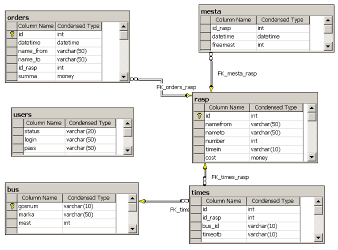 orders
Column Name Condensed Type
id int
datetime datetime
name_from varchar(50)
name_to varchar(50)
id_rasp int
summa money
mesta
Column Name Condensed Type
id_rasp int
datetime datetime
freemest int
FK_mesta_rasp
FK_orders_rasp
rasp
Column Name Condensed Type
id int
namefrom varchar(50)
nameto varchar(50)
number int
timein varchar(10)
cost money
users
Column Name Condensed Type
status varchar(20)
login varchar(50)
pass varchar(50)
FK_times_rasp
bus
Column Name Condensed Type
gosnum varchar(10)
marka varchar(50)
mest int
FK_time
times
Column Name Condensed Type
id int
id_rasp int
bus_id varchar(10)
timeotb varchar(10)